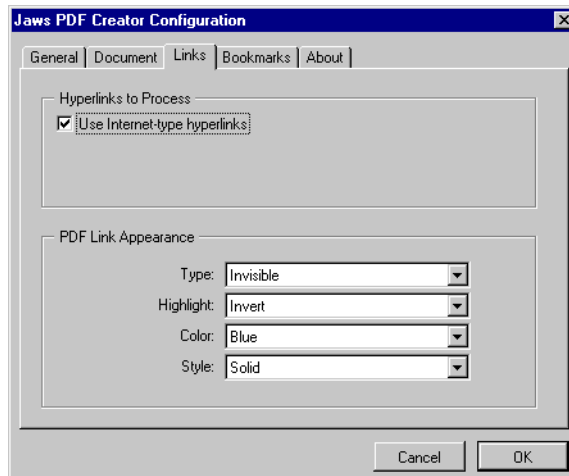 Jaws PDF Creator Configuration
General Document Links Bookmarks About
Hyperlinks to Process
Use Internet-type hyperlinks
PDF Link Appearance
Type: Invisible
Highlight: Invert
Color: Blue
Style: Solid
Cancel OK